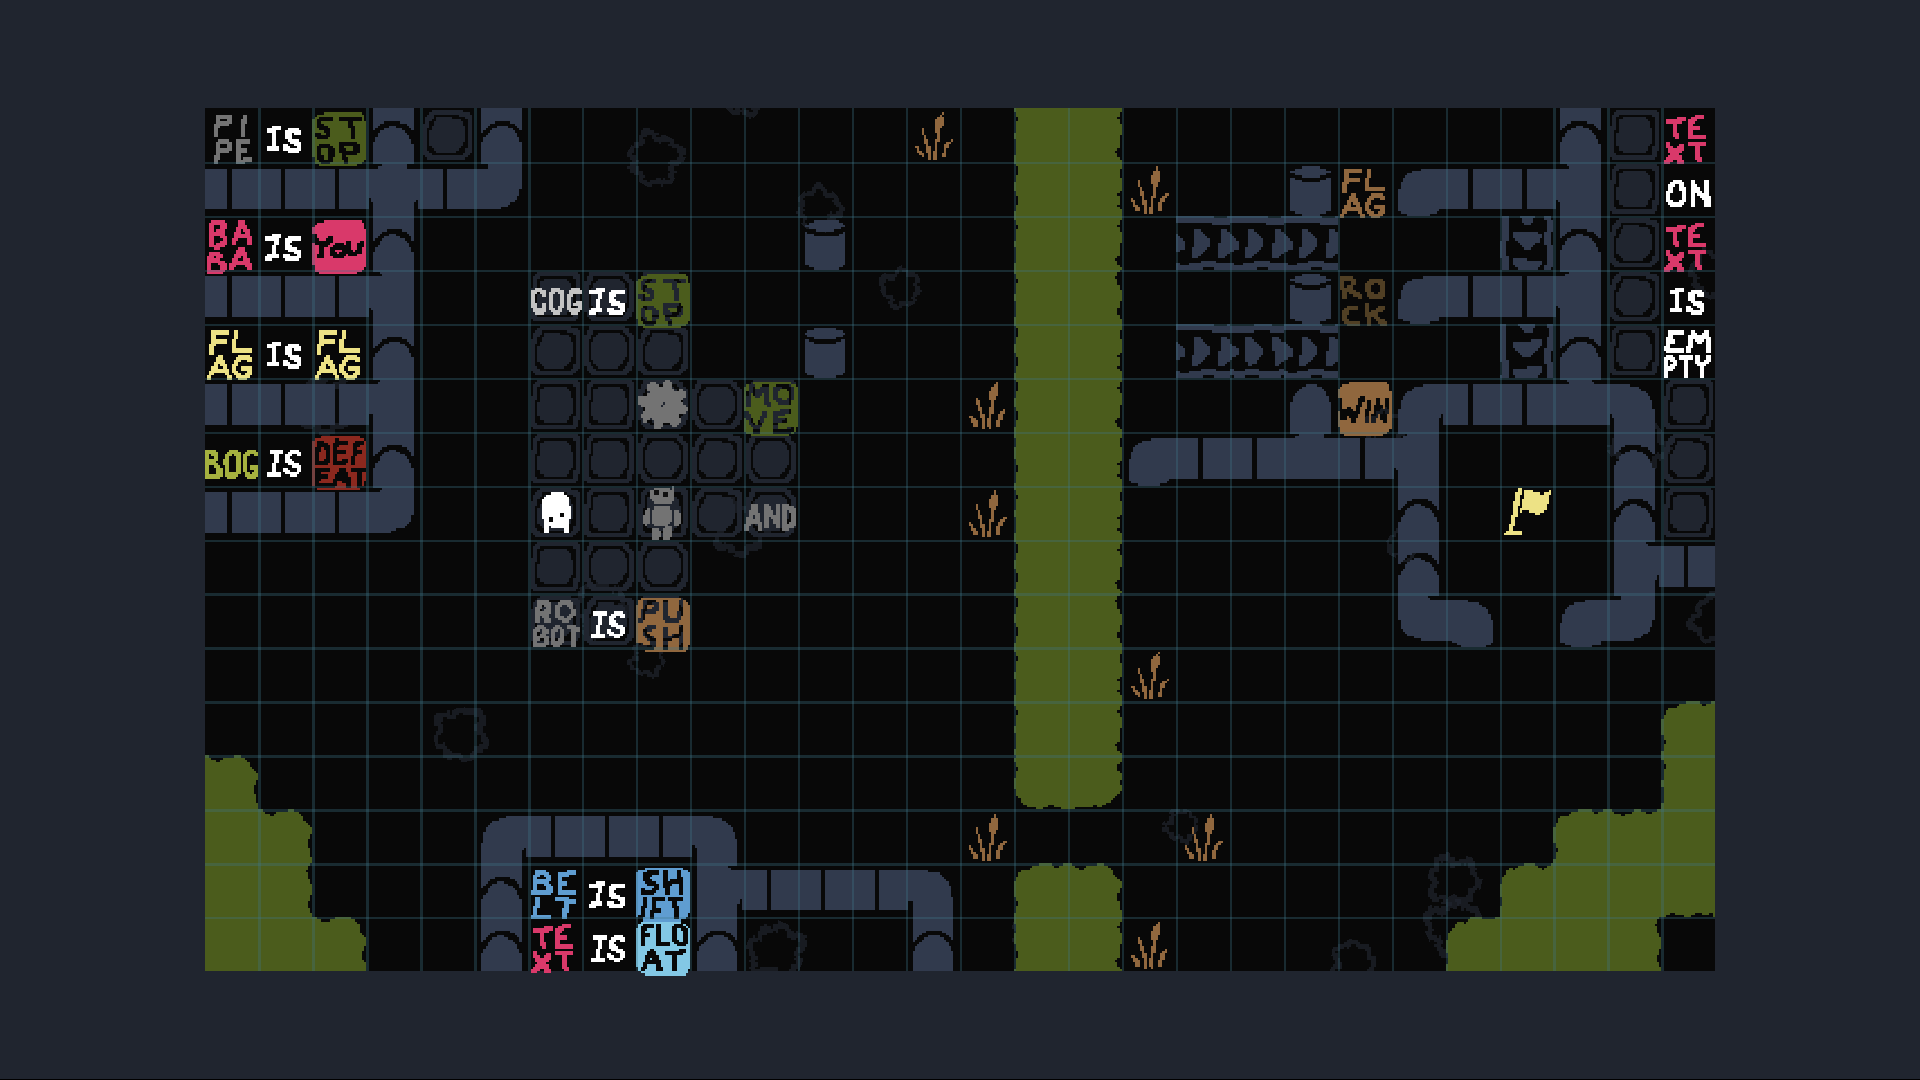 PIPE IS STOP
TEXT
FLAG
ON
BABA IS YOU
TEXT
COG IS STOP
ROCK
IS
FLAG IS FLAG
EMPTY
MOVE
WIN
BOG IS DEFEAT
AND
ROBOT IS PUSH
BELT IS SHIFT
TEXT IS FLOAT